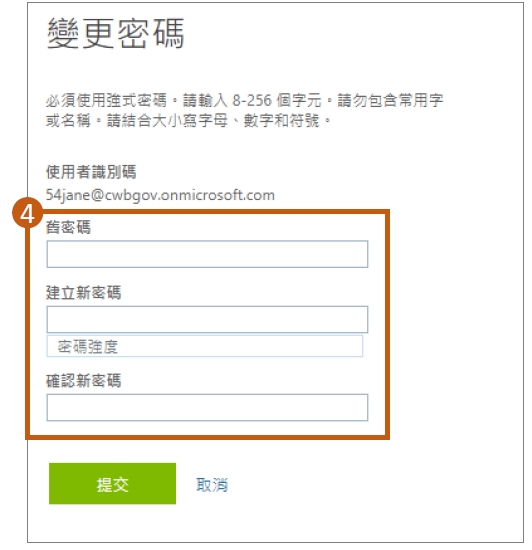 變更密碼
必須使用強式密碼。請輸入 8-256 個字元。請勿包含常用字
或名稱。請結合大小寫字母、數字和符號。
使用者識別碼
54jane@cwbgov.onmicrosoft.com
4
舊密碼
建立新密碼
密碼強度
確認新密碼
提交 取消